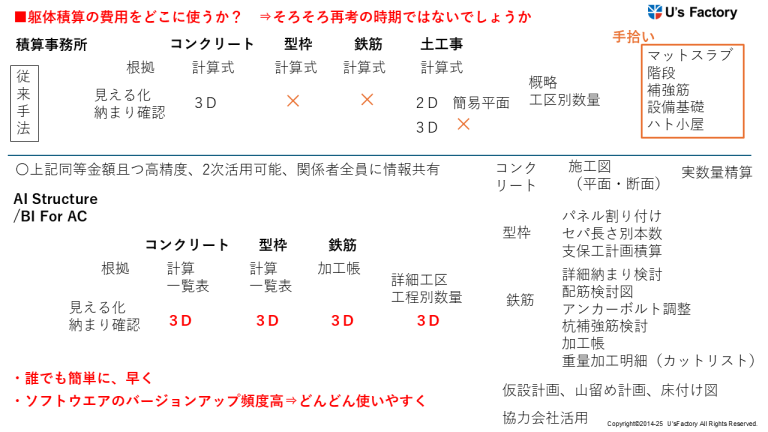 ■躯体積算の費用をどこに使うか？　⇒そろそろ再考の時期ではないでしょうか
U's Factory
手拾い
積算事務所　コンクリート　型枠　鉄筋　土工事
根拠　計算式　計算式　計算式　計算式
従来手法
見える化
納まり確認
３Ｄ　×　×　２Ｄ　簡易平面
３Ｄ　×
概略
工区別数量
マットスラブ
階段
補強筋
設備基礎
ハト小屋
〇上記同等金額且つ高精度、2次活用可能、関係者全員に情報共有
AI Structure
/BI For AC
コンクリート　型枠　鉄筋
根拠　計算　計算　加工帳
一覧表　一覧表
詳細工区
工程別数量
見える化
納まり確認
３Ｄ　３Ｄ　３Ｄ　３Ｄ
・誰でも簡単に、早く
・ソフトウエアのバージョンアップ頻度高⇒どんどん使いやすく
コンク
リート
施工図
（平面・断面）
実数量精算
型枠
パネル割り付け
セパ長さ別本数
支保工計画積算
鉄筋
詳細納まり検討
配筋検討図
アンカーボルト調整
杭補強筋検討
加工帳
重量加工明細（カットリスト）
仮設計画、山留め計画、床付け図
協力会社活用
Copyright©2014-25 U'sFactory All Rights Reserved.